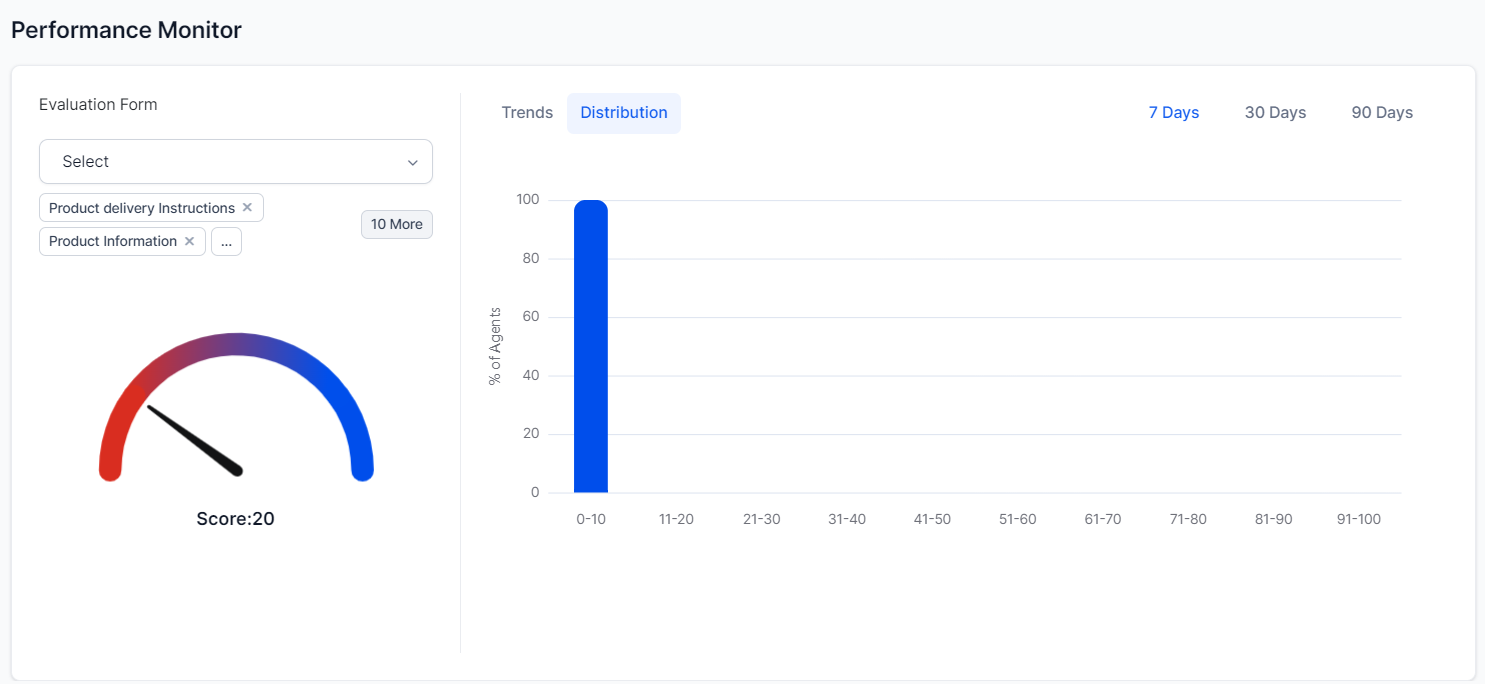 Performance Monitor
Evaluation Form
Select
Product delivery Instructions ×
Product Information ×
...
10 More
Score:20
Trends
Distribution
7 Days
30 Days
90 Days
% of Agents
100
80
60
40
20
0
0-10
11-20
21-30
31-40
41-50
51-60
61-70
71-80
81-90
91-100